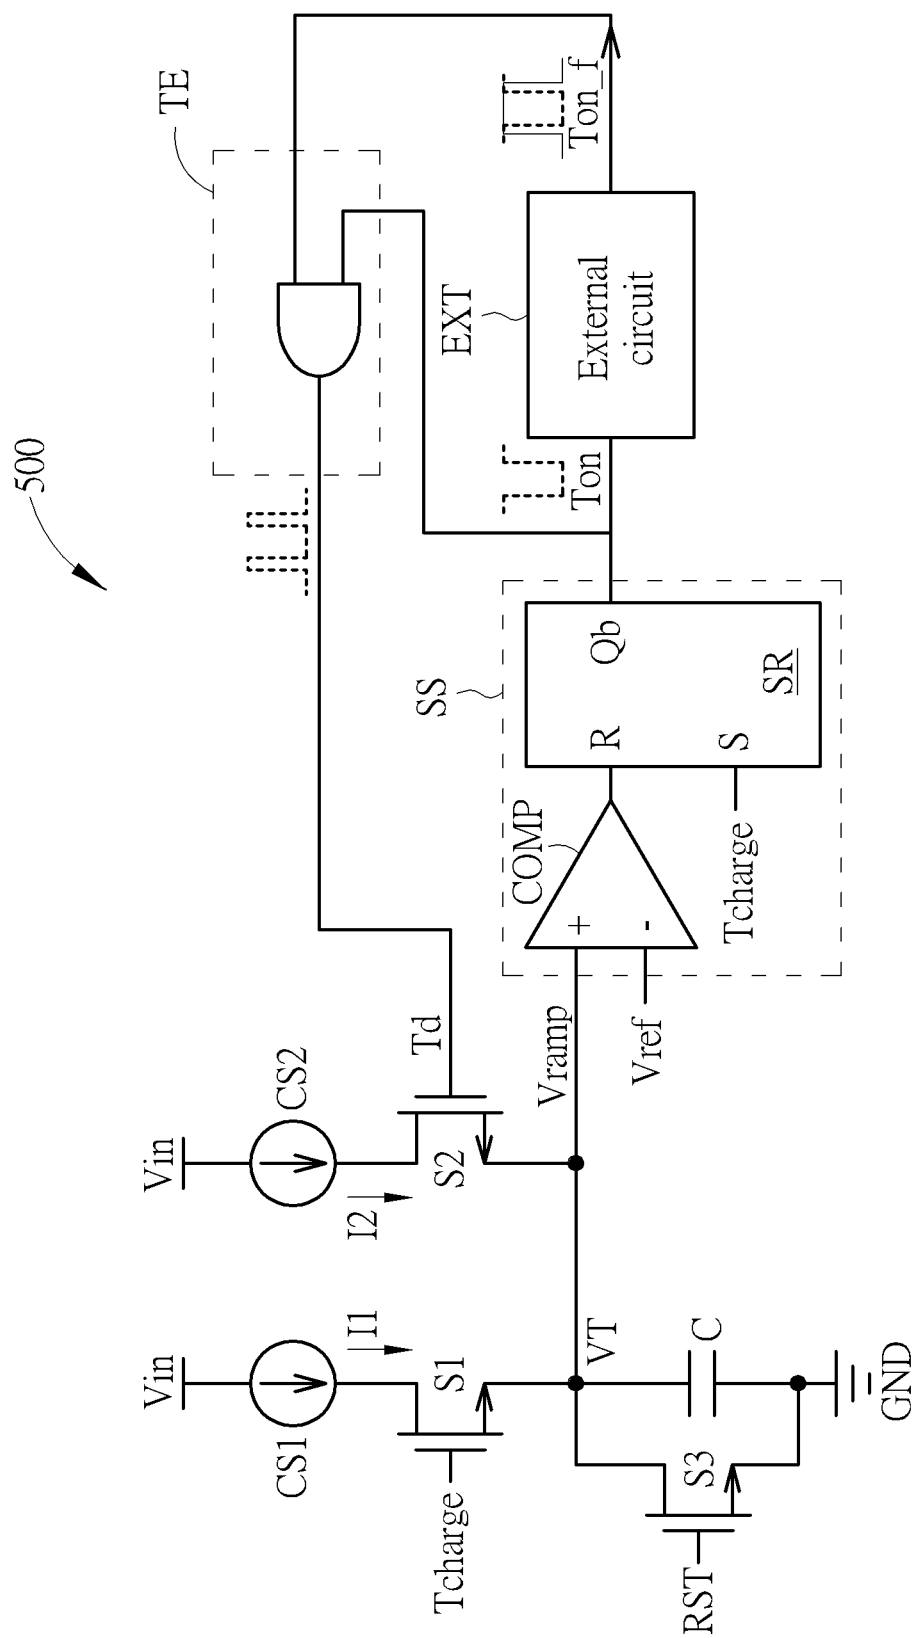 500
TE
Ton_f
EXT
External
circuit
Ton
SS
Qb
R
S
SR
COMP
+
-
Tcharge
Vramp
Vref
Td
Vin
CS2
I2
S2
Vin
CS1
I1
S1
Tcharge
VT
C
S3
RST
GND